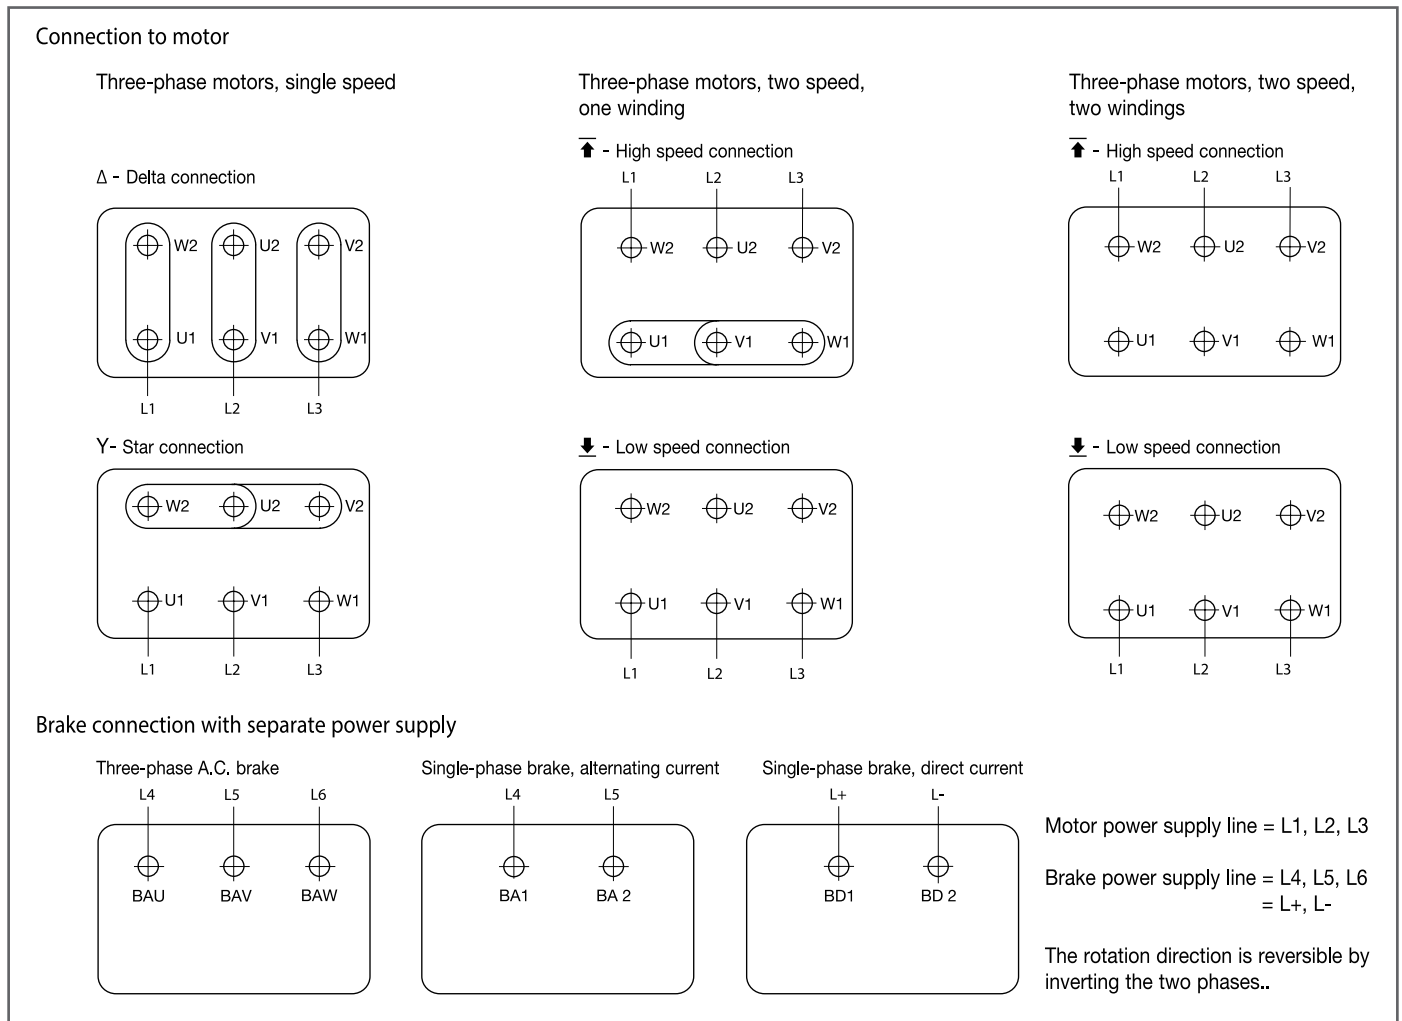 Connection to motor
Three-phase motors, single speed
Δ - Delta connection
W2 U2 V2
U1 V1 W1
L1 L2 L3
Y- Star connection
W2 U2 V2
U1 V1 W1
L1 L2 L3
Three-phase motors, two speed,
one winding
- High speed connection
L1 L2 L3
W2 U2 V2
U1 V1 W1
- Low speed connection
W2 U2 V2
U1 V1 W1
L1 L2 L3
Three-phase motors, two speed,
two windings
- High speed connection
L1 L2 L3
W2 U2 V2
U1 V1 W1
- Low speed connection
W2 U2 V2
U1 V1 W1
L1 L2 L3
Brake connection with separate power supply
Three-phase A.C. brake
L4 L5 L6
BAU BAV BAW
Single-phase brake, alternating current
L4 L5
BA1 BA 2
Single-phase brake, direct current
L+ L-
BD1 BD 2
Motor power supply line = L1, L2, L3
Brake power supply line = L4, L5, L6
= L+, L-
The rotation direction is reversible by
inverting the two phases..